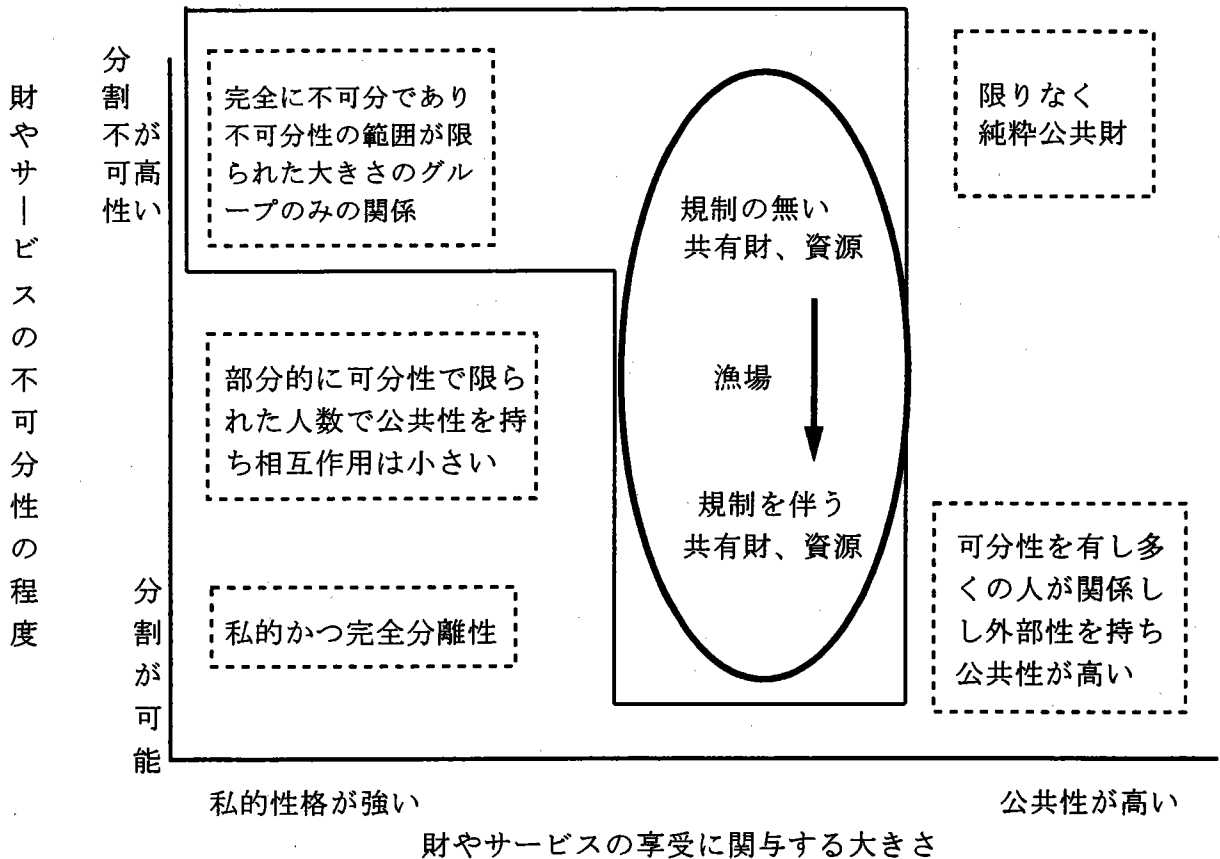 財やサービスの不可分性の程度
分割不可性
が高い
分割が可能
完全に不可分であり
不可分性の範囲が限
られた大きさのグル
ープのみの関係
規制の無い
共有財、資源
限りなく
純粋公共財
部分的に可分性で限ら
れた人数で公共性を持
ち相互作用は小さい
漁場
規制を伴う
共有財、資源
私的かつ完全分離性
可分性を有し多
くの人が関係し
し外部性を持ち
公共性が高い
私的性格が強い
公共性が高い
財やサービスの享受に関与する大きさ